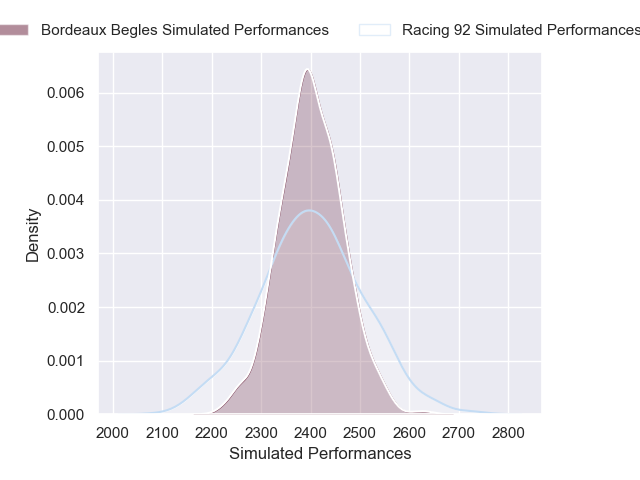 Bordeaux Begles Simulated Performances
Racing 92 Simulated Performances
0.006
0.005
0.004
0.003
0.002
0.001
0.000
Density
2000 2100 2200 2300 2400 2500 2600 2700 2800
Simulated Performances